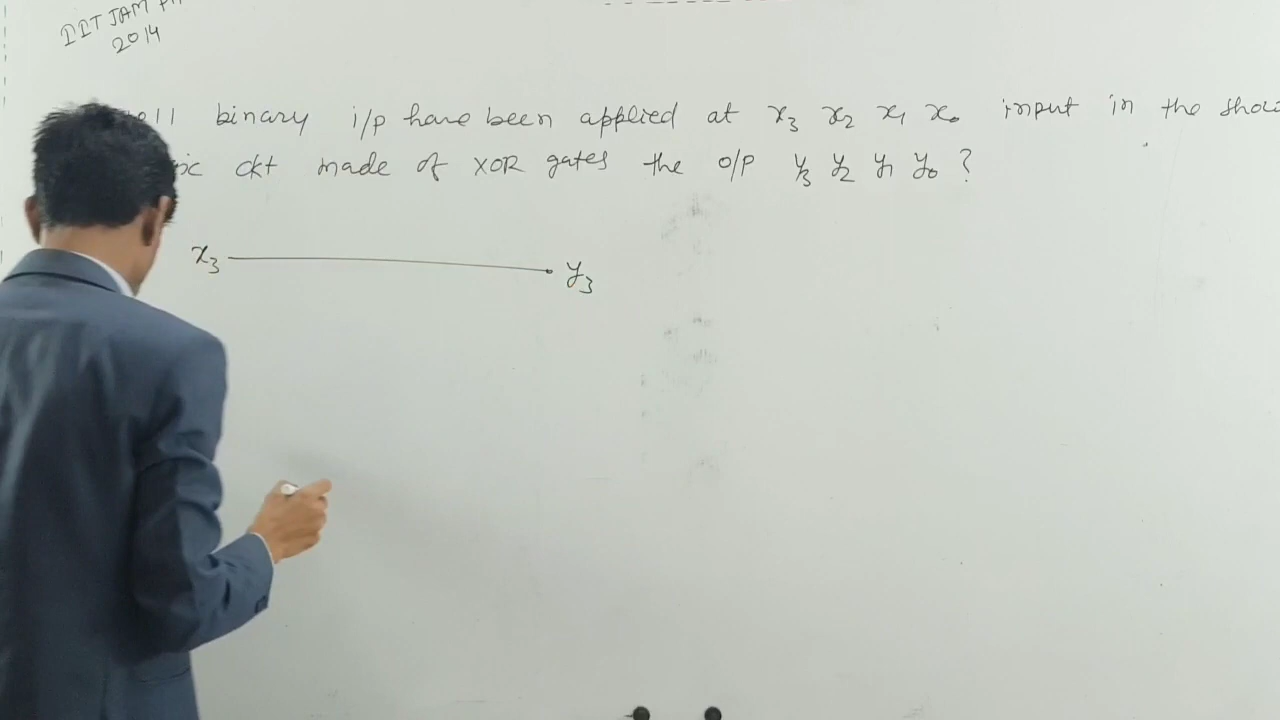 IIT JAM
2014
011 binary i/p have been applied at x₃ x₂ x₁ x₀ input in the
ckt made of XOR gates the o/p y₃ y₂ y₁ y₀ ?
x₃ y₃